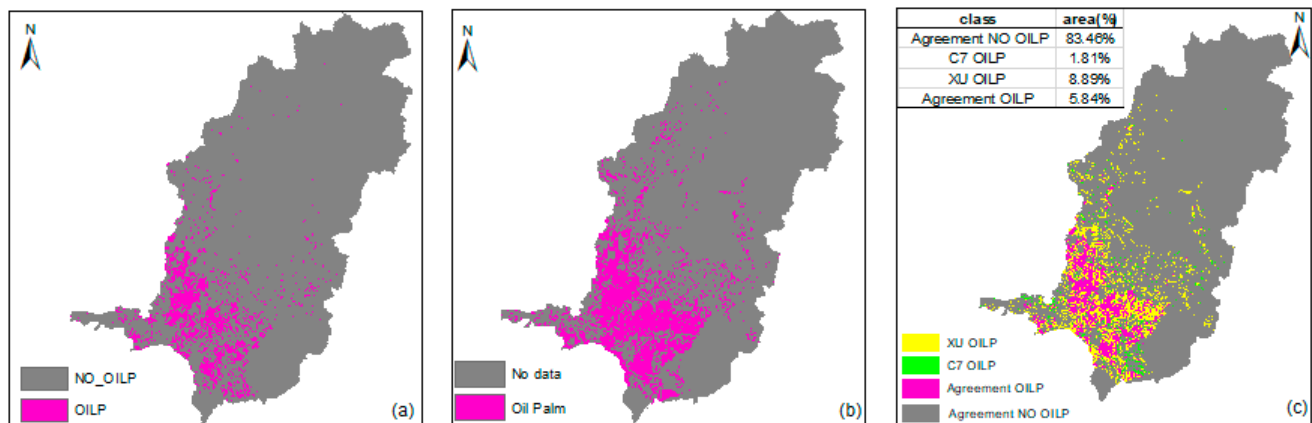 N
NO_OILP
OILP
(a)
N
No data
Oil Palm
(b)
class area(%)
Agreement NO OILP 83.46%
C7 OILP 1.81%
XU OILP 8.89%
Agreement OILP 5.84%
N
XU OILP
C7 OILP
Agreement OILP
Agreement NO OILP
(c)